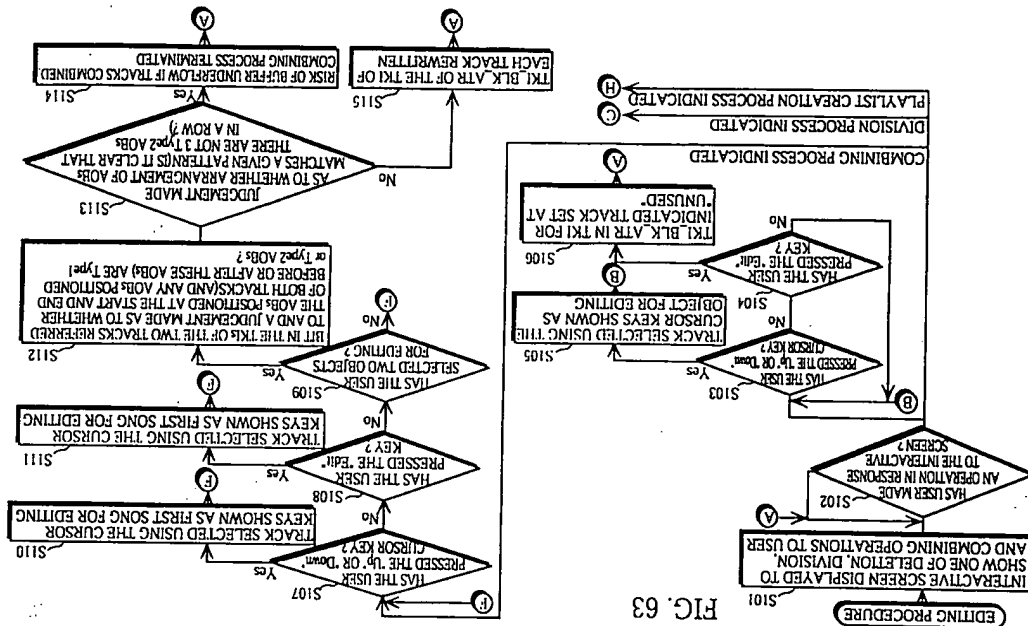 FIG. 63
EDITING PROCEDURE
S101
INTERACTIVE SCREEN DISPLAYED TO
SHOW ONE OF DELETION, DIVISION,
AND COMBINING OPERATIONS TO USER
A
S102
HAS USER MADE
AN OPERATION IN RESPONSE
TO THE INTERACTIVE
SCREEN?
B
S103
HAS THE USER
PRESSED THE "Up" OR "Down"
CURSOR KEY?
No
Yes
S105
TRACK SELECTED USING THE
CURSOR KEYS SHOWN AS
OBJECT FOR EDITING
B
S104
HAS THE USER
PRESSED THE "Edit"
KEY?
No
Yes
S106
TKI_BLK_ATR IN TKI FOR
INDICATED TRACK SET AT
"UNUSED"
A
COMBINING PROCESS INDICATED
DIVISION PROCESS INDICATED
C
PLAYLIST CREATION PROCESS INDICATED
H
F
S107
HAS THE USER
PRESSED THE "Up" OR "Down"
CURSOR KEY?
Yes
No
S110
TRACK SELECTED USING THE CURSOR
KEYS SHOWN AS FIRST SONG FOR EDITING
F
S108
HAS THE USER
PRESSED THE "Edit"
KEY?
Yes
No
S111
TRACK SELECTED USING THE CURSOR
KEYS SHOWN AS FIRST SONG FOR EDITING
F
S109
HAS THE USER
SELECTED TWO OBJECTS
FOR EDITING?
Yes
No
F
S112
BIT IN THE TKIs OF THE TWO TRACKS REFERRED
TO AND A JUDGEMENT MADE AS TO WHETHER
THE AOBs POSITIONED AT THE START AND END
OF BOTH TRACKS(AND ANY AOBs POSITIONED
BEFORE OR AFTER THESE AOBs) ARE Type1
or Type2 AOBs ?
S113
JUDGEMENT MADE
AS TO WHETHER ARRANGEMENT OF AOBs
MATCHES A GIVEN PATTERN(IS IT CLEAR THAT
THERE ARE NOT 3 Type2 AOBs
IN A ROW ?)
No
Yes
S114
RISK OF BUFFER UNDERFLOW IF TRACKS COMBINED
COMBINING PROCESS TERMINATED
A
S115
TKI_BLK_ATR OF THE TKI OF
EACH TRACK REWRITTEN
A